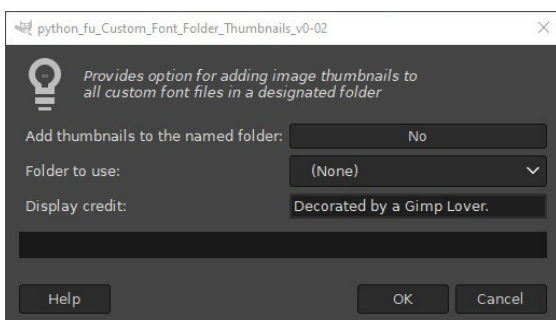 python_fu_Custom_Font_Folder_Thumbnails_v0-02
Provides option for adding image thumbnails to
all custom font files in a designated folder
Add thumbnails to the named folder: No
Folder to use: (None)
Display credit: Decorated by a Gimp Lover.
Help OK Cancel